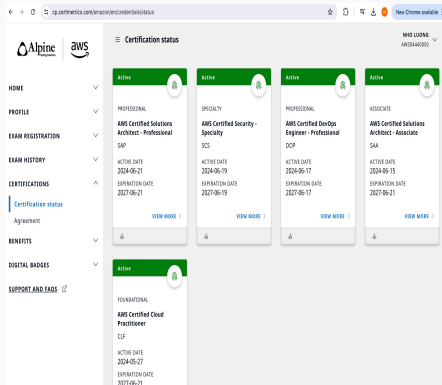 cp.certmetrics.com/amazon/en/credentials/status
New Chrome available
Alpine
aws
Certification status
NHO LUONG
AWS04440050
HOME
PROFILE
EXAM REGISTRATION
EXAM HISTORY
CERTIFICATIONS
Certification status
Agreement
BENEFITS
DIGITAL BADGES
SUPPORT AND FAQS
Active
PROFESSIONAL
AWS Certified Solutions
Architect - Professional
SAP
ACTIVE DATE
2024-06-21
EXPIRATION DATE
2027-06-21
VIEW MORE
Active
SPECIALTY
AWS Certified Security -
Specialty
SCS
ACTIVE DATE
2024-06-19
EXPIRATION DATE
2027-06-19
VIEW MORE
Active
PROFESSIONAL
AWS Certified DevOps
Engineer - Professional
DOP
ACTIVE DATE
2024-06-17
EXPIRATION DATE
2027-06-17
VIEW MORE
Active
ASSOCIATE
AWS Certified Solutions
Architect - Associate
SAA
ACTIVE DATE
2024-06-15
EXPIRATION DATE
2027-06-21
VIEW MORE
Active
FOUNDATIONAL
AWS Certified Cloud
Practitioner
CLF
ACTIVE DATE
2024-05-27
EXPIRATION DATE
2027-06-21